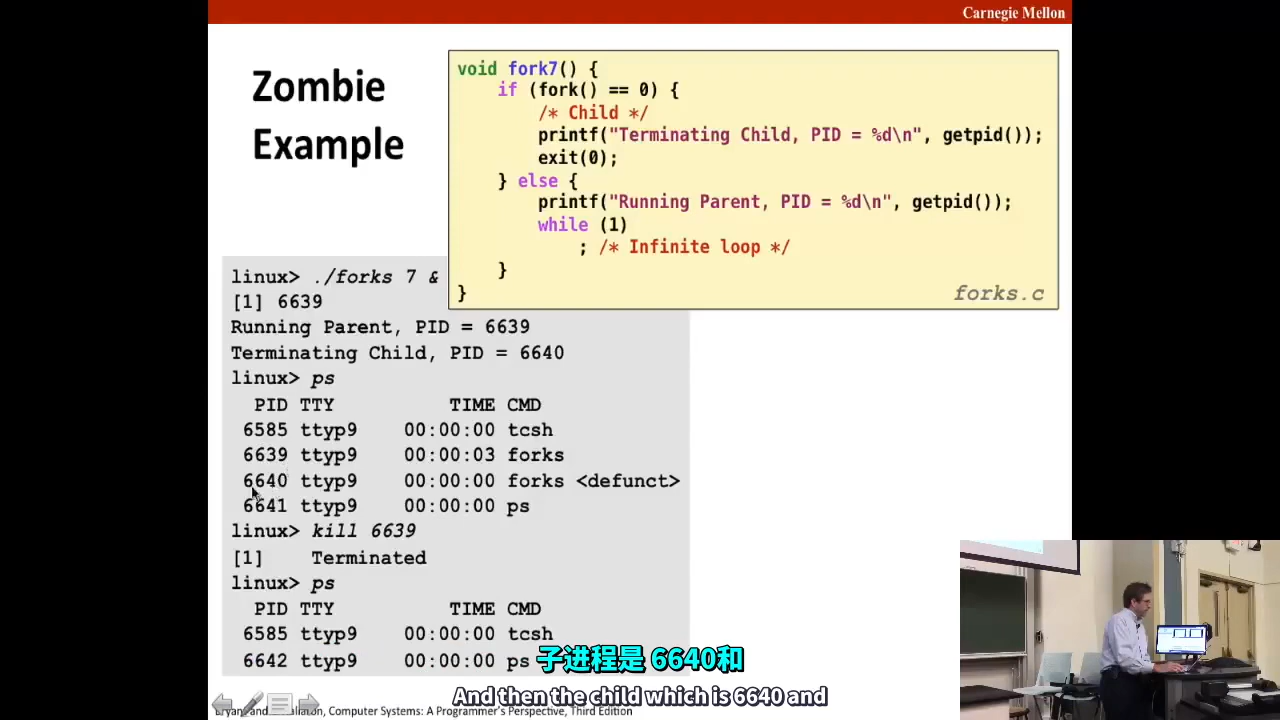 Carnegie Mellon
Zombie
Example
void fork7() {
    if (fork() == 0) {
        /* Child */
        printf("Terminating Child, PID = %d\n", getpid());
        exit(0);
    } else {
        printf("Running Parent, PID = %d\n", getpid());
        while (1)
            ; /* Infinite loop */
    }
}
forks.c
linux> ./forks 7 &
[1] 6639
Running Parent, PID = 6639
Terminating Child, PID = 6640
linux> ps
  PID TTY          TIME CMD
 6585 ttyp9    00:00:00 tcsh
 6639 ttyp9    00:00:03 forks
 6640 ttyp9    00:00:00 forks <defunct>
 6641 ttyp9    00:00:00 ps
linux> kill 6639
[1]    Terminated
linux> ps
  PID TTY          TIME CMD
 6585 ttyp9    00:00:00 tcsh
 6642 ttyp9    00:00:00 ps
子进程是 6640和
And then the child which is 6640 and
Computer Systems: A Programmer's Perspective, Third Edition